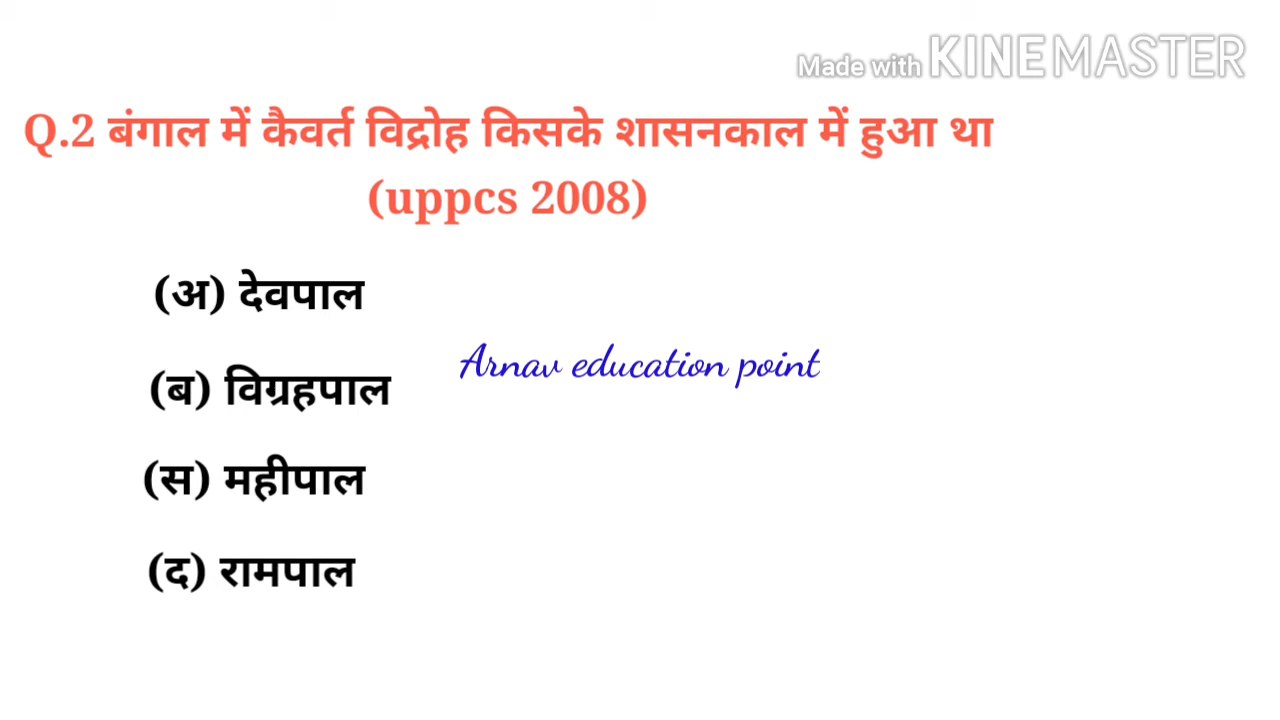 Made with KINEMASTER
Q.2 बंगाल में कैवर्त विद्रोह किसके शासनकाल में हुआ था
(uppcs 2008)
(अ) देवपाल
Arnav education point
(ब) विग्रहपाल
(स) महीपाल
(द) रामपाल